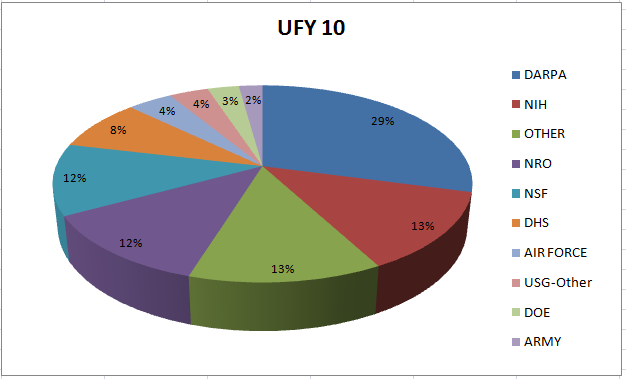 UFY 10
DARPA
NIH
OTHER
NRO
NSF
DHS
AIR FORCE
USG-Other
DOE
ARMY
29%
13%
13%
12%
12%
8%
4%
4%
3%
2%